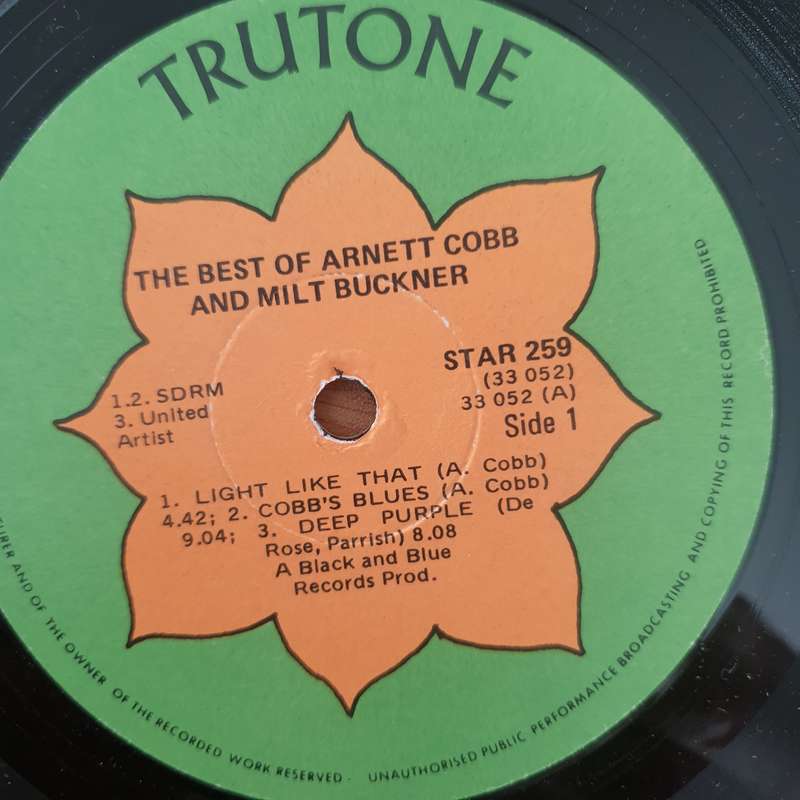 TRUTONE
THE BEST OF ARNETT COBB
AND MILT BUCKNER
STAR 259
(33 052)
33 052 (A)
Side 1
1.2. SDRM
3. United
Artist
1. LIGHT LIKE THAT (A. Cobb)
4.42; 2. COBB'S BLUES (A. Cobb)
9.04; 3. DEEP PURPLE (De
Rose, Parrish) 8.08
A Black and Blue
Records Prod.
AND OF THE OWNER OF THE RECORDED WORK RESERVED · UNAUTHORISED PUBLIC PERFORMANCE BROADCASTING AND COPYING OF THIS RECORD PROHIBITED